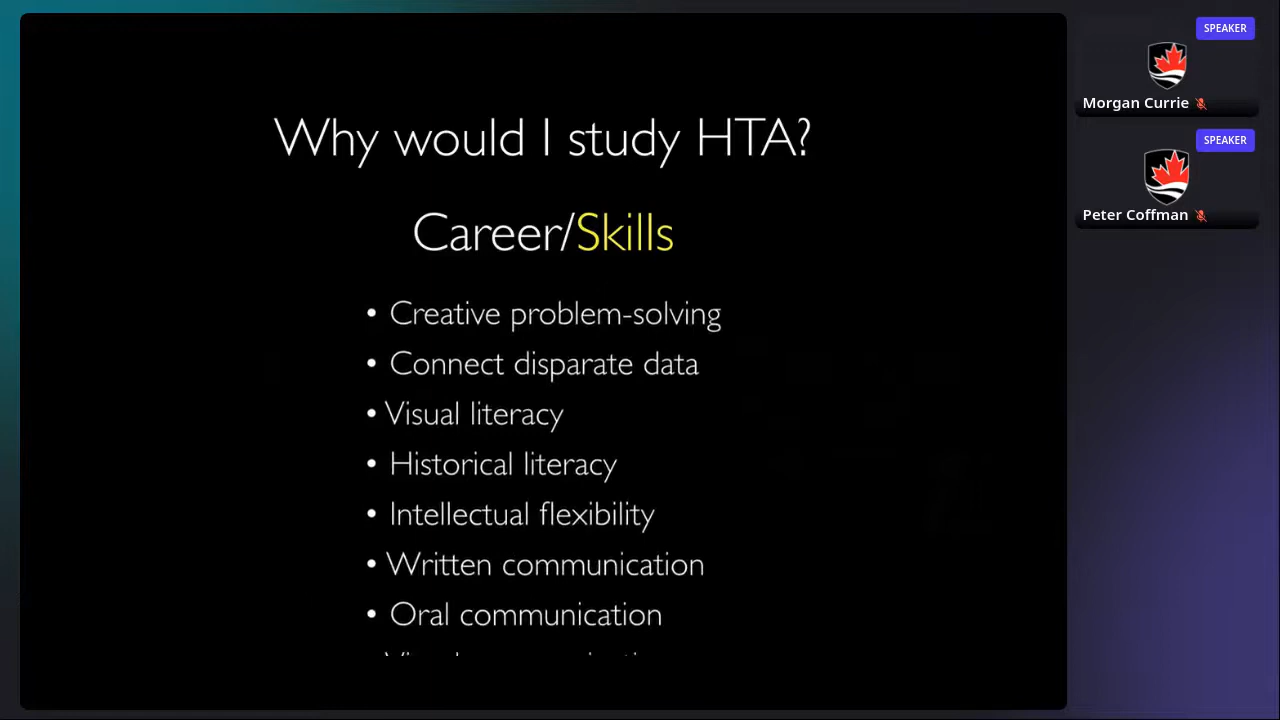 Why would I study HTA?
Career/Skills
• Creative problem-solving
• Connect disparate data
• Visual literacy
• Historical literacy
• Intellectual flexibility
• Written communication
• Oral communication
SPEAKER
Morgan Currie
SPEAKER
Peter Coffman